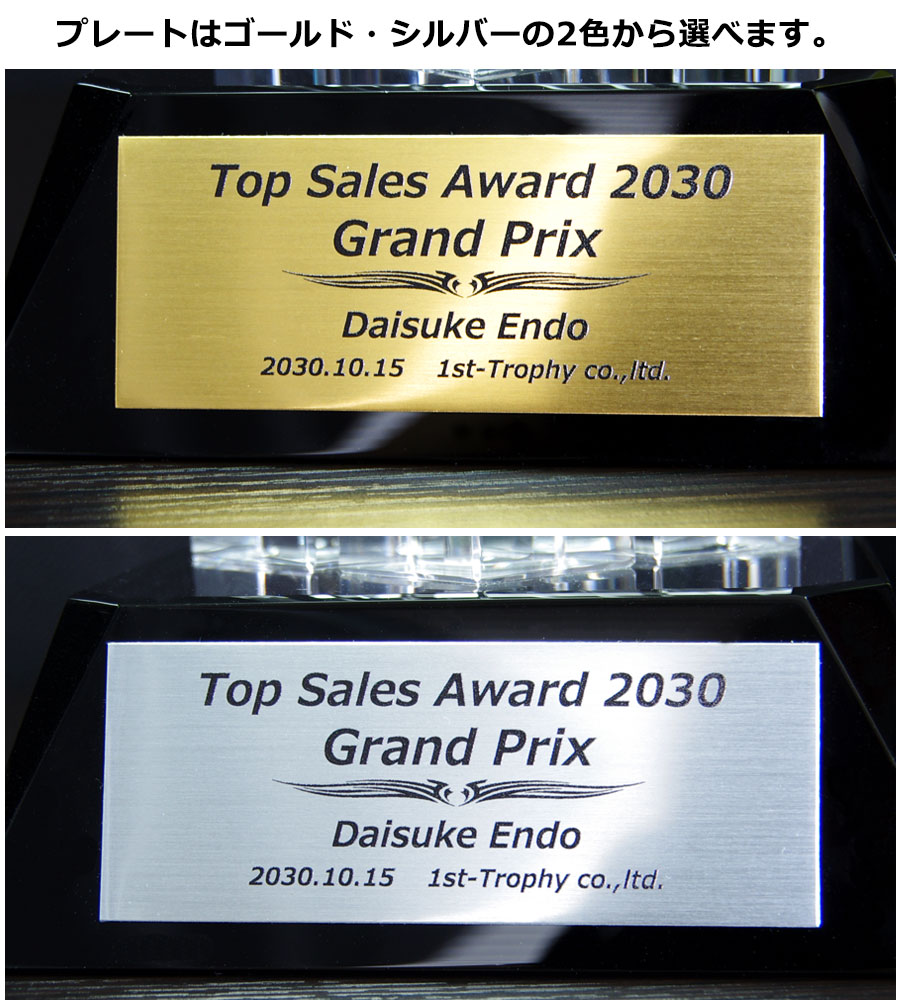 プレートはゴールド・シルバーの2色から選べます。
Top Sales Award 2030
Grand Prix
Daisuke Endo
2030.10.15 1st-Trophy co.,ltd.
Top Sales Award 2030
Grand Prix
Daisuke Endo
2030.10.15 1st-Trophy co.,ltd.